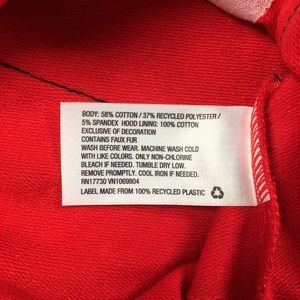 BODY: 58% COTTON / 37% RECYCLED POLYESTER /
5% SPANDEX HOOD LINING: 100% COTTON
EXCLUSIVE OF DECORATION
CONTAINS FAUX FUR
WASH BEFORE WEAR. MACHINE WASH COLD
WITH LIKE COLORS. ONLY NON-CHLORINE
BLEACH IF NEEDED. TUMBLE DRY LOW.
REMOVE PROMPTLY. COOL IRON IF NEEDED.
RN17730 VN1069804
LABEL MADE FROM 100% RECYCLED PLASTIC